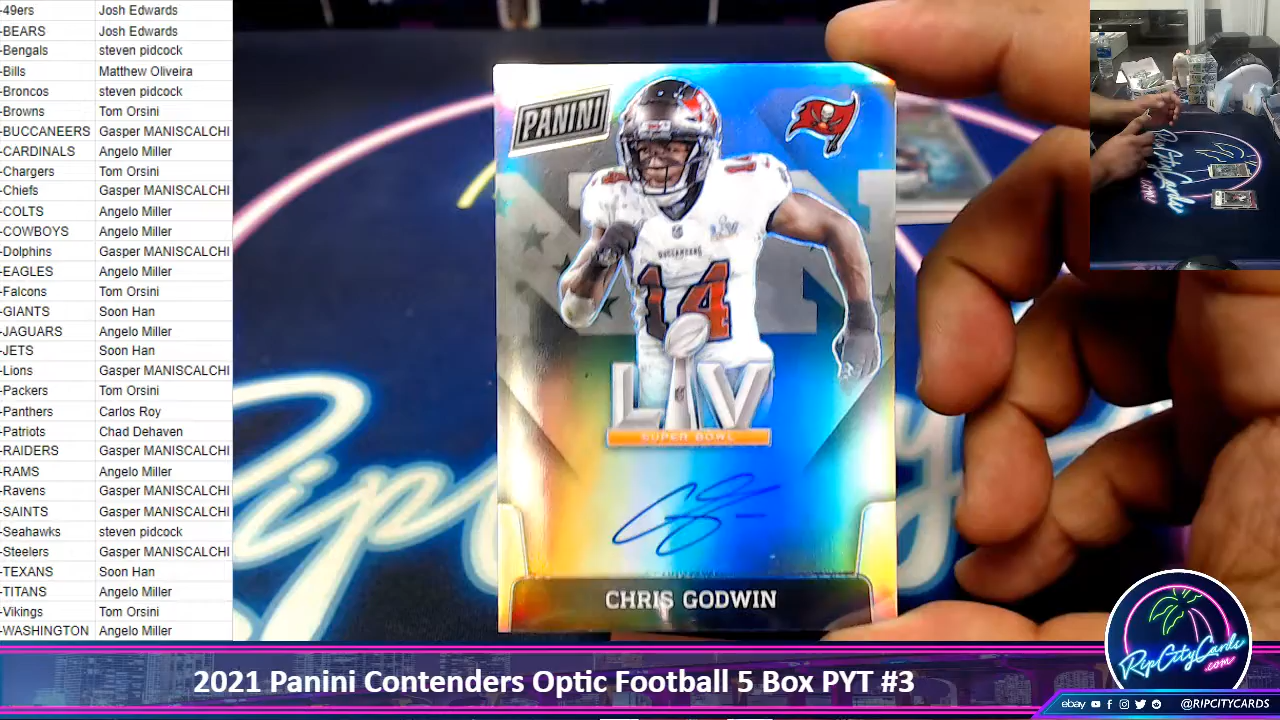 -49ers Josh Edwards
-BEARS Josh Edwards
-Bengals steven pidcock
-Bills Matthew Oliveira
-Broncos steven pidcock
-Browns Tom Orsini
-BUCCANEERS Gasper MANISCALCHI
-CARDINALS Angelo Miller
-Chargers Tom Orsini
-Chiefs Gasper MANISCALCHI
-COLTS Angelo Miller
-COWBOYS Angelo Miller
-Dolphins Gasper MANISCALCHI
-EAGLES Angelo Miller
-Falcons Tom Orsini
-GIANTS Soon Han
-JAGUARS Angelo Miller
-JETS Soon Han
-Lions Gasper MANISCALCHI
-Packers Tom Orsini
-Panthers Carlos Roy
-Patriots Chad Dehaven
-RAIDERS Gasper MANISCALCHI
-RAMS Angelo Miller
-Ravens Gasper MANISCALCHI
-SAINTS Gasper MANISCALCHI
-Seahawks steven pidcock
-Steelers Gasper MANISCALCHI
-TEXANS Soon Han
-TITANS Angelo Miller
-Vikings Tom Orsini
-WASHINGTON Angelo Miller
PANINI
BUCCANEERS
14
LV
SUPER BOWL
CHRIS GODWIN
Rip
RipCityCards
.com
2021 Panini Contenders Optic Football 5 Box PYT #3
RipCityCards
.com
ebay @RIPCITYCARDS